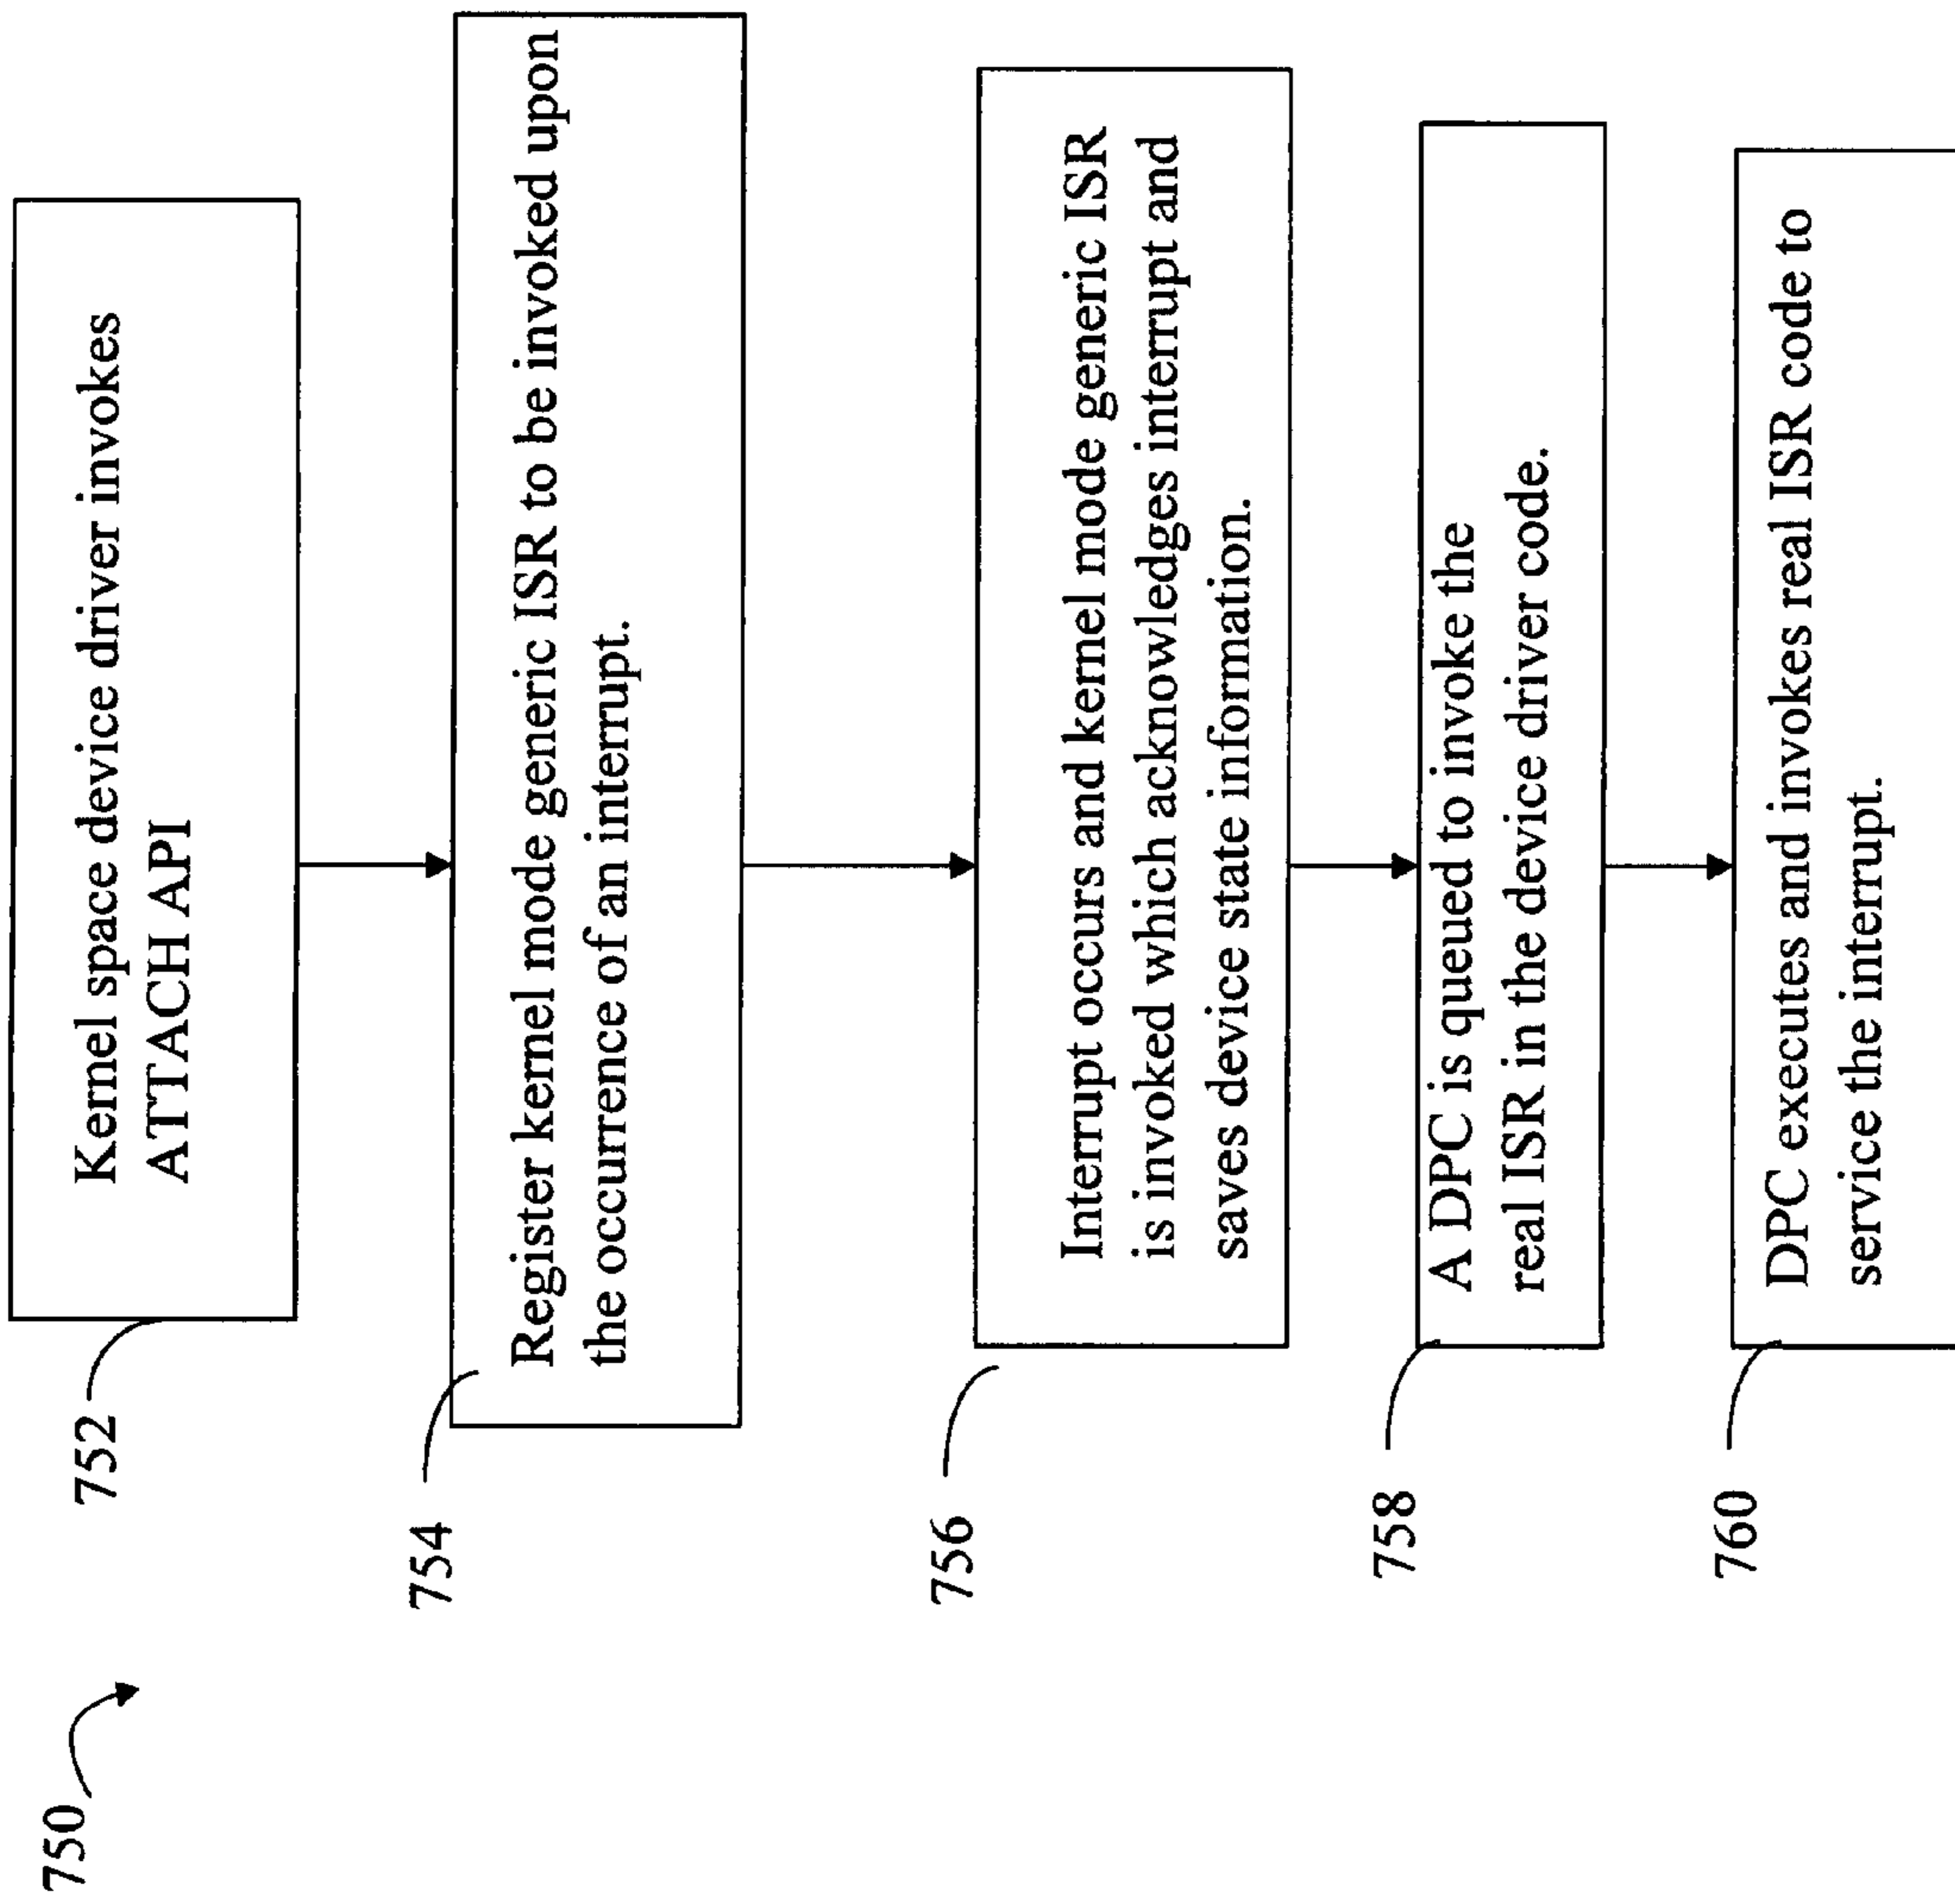 750
752
Kernel space device driver invokes
ATTACH API
754
Register kernel mode generic ISR to be invoked upon
the occurrence of an interrupt.
756
Interrupt occurs and kernel mode generic ISR
is invoked which acknowledges interrupt and
saves device state information.
758
A DPC is queued to invoke the
real ISR in the device driver code.
760
DPC executes and invokes real ISR code to
service the interrupt.